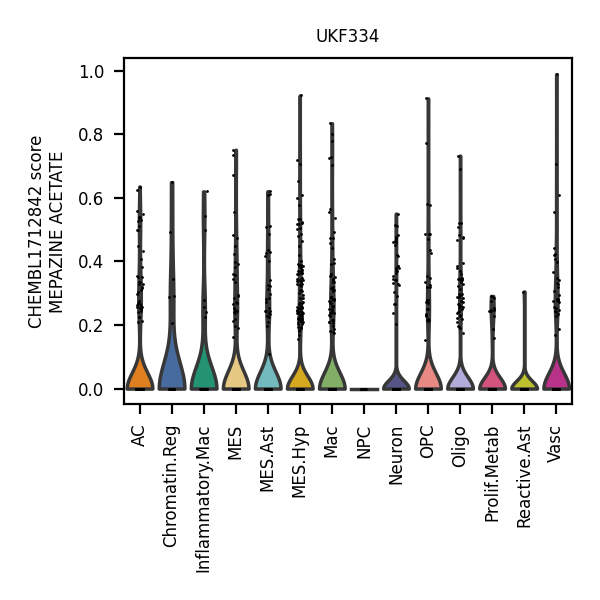 UKF334
CHEMBL1712842 score
MEPAZINE ACETATE
1.0
0.8
0.6
0.4
0.2
0.0
AC
Chromatin.Reg
Inflammatory.Mac
MES
MES.Ast
MES.Hyp
Mac
NPC
Neuron
OPC
Oligo
Prolif.Metab
Reactive.Ast
Vasc